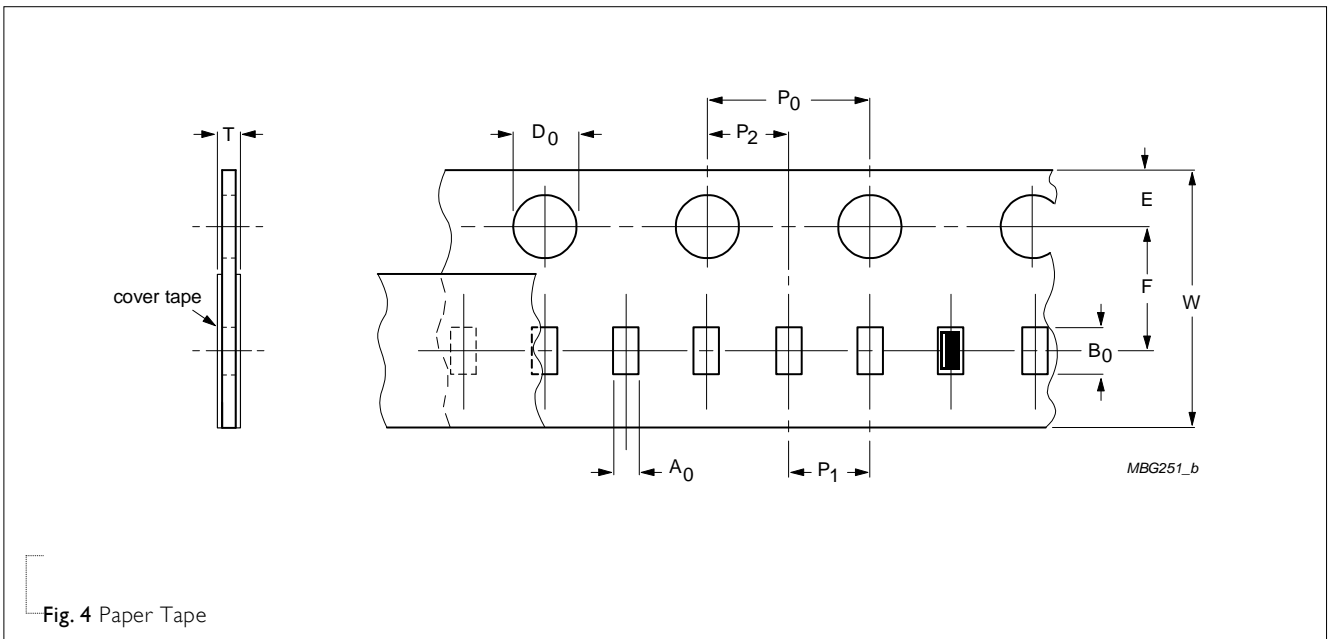 P0
T
D0
P2
E
F
W
cover tape
B0
A0
P1
MBG251_b
Fig. 4 Paper Tape